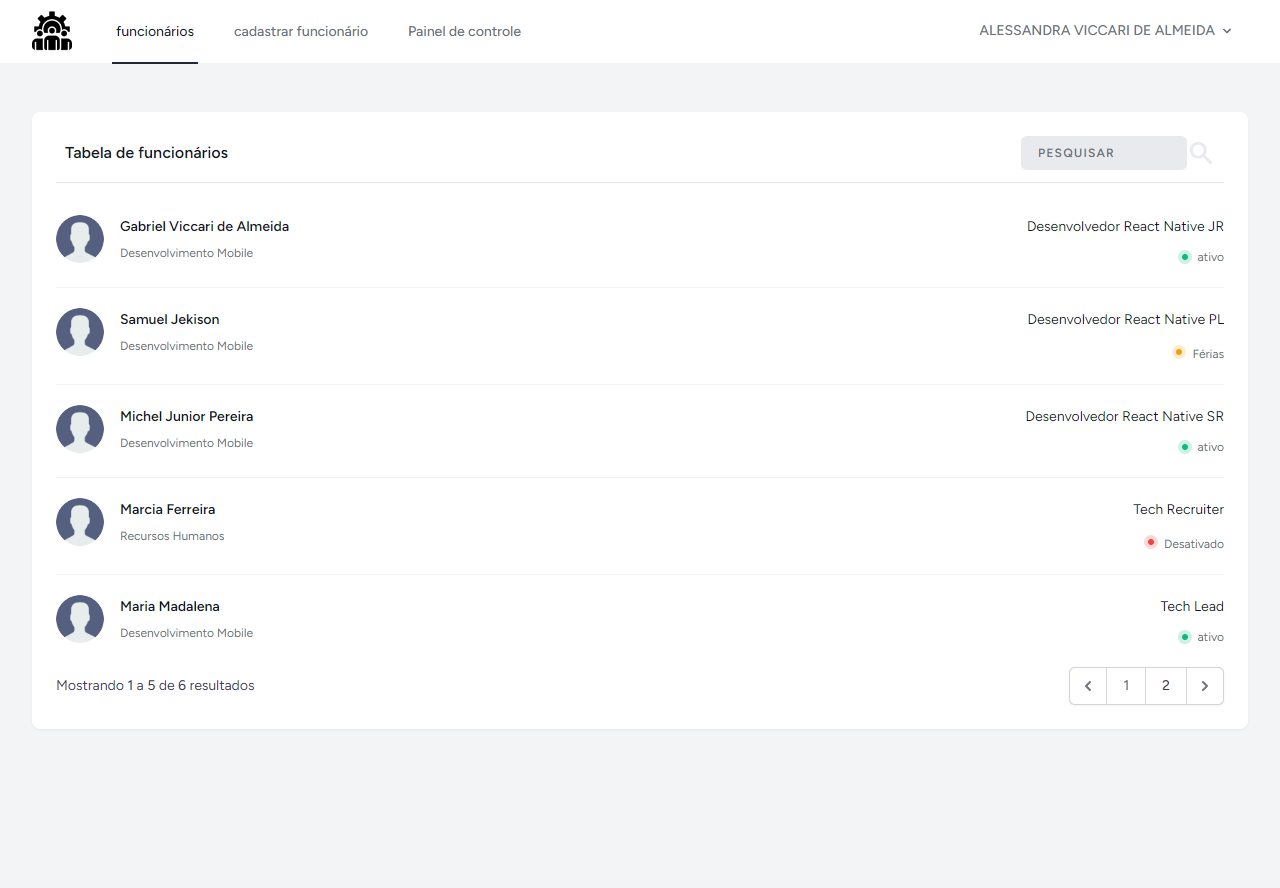 funcionários cadastrar funcionário Painel de controle ALESSANDRA VICCARI DE ALMEIDA
Tabela de funcionários PESQUISAR
Gabriel Viccari de Almeida Desenvolvedor React Native JR
Desenvolvimento Mobile ativo
Samuel Jekison Desenvolvedor React Native PL
Desenvolvimento Mobile Férias
Michel Junior Pereira Desenvolvedor React Native SR
Desenvolvimento Mobile ativo
Marcia Ferreira Tech Recruiter
Recursos Humanos Desativado
Maria Madalena Tech Lead
Desenvolvimento Mobile ativo
Mostrando 1 a 5 de 6 resultados 1 2